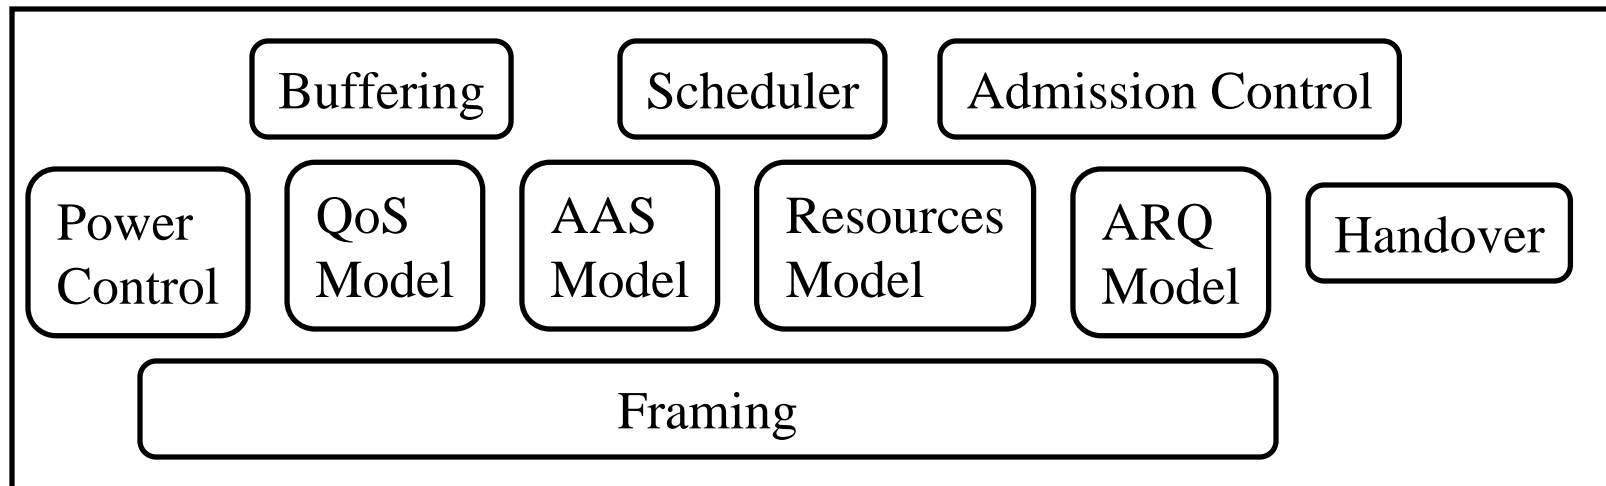 Buffering
Scheduler
Admission Control
Power
Control
QoS
Model
AAS
Model
Resources
Model
ARQ
Model
Handover
Framing